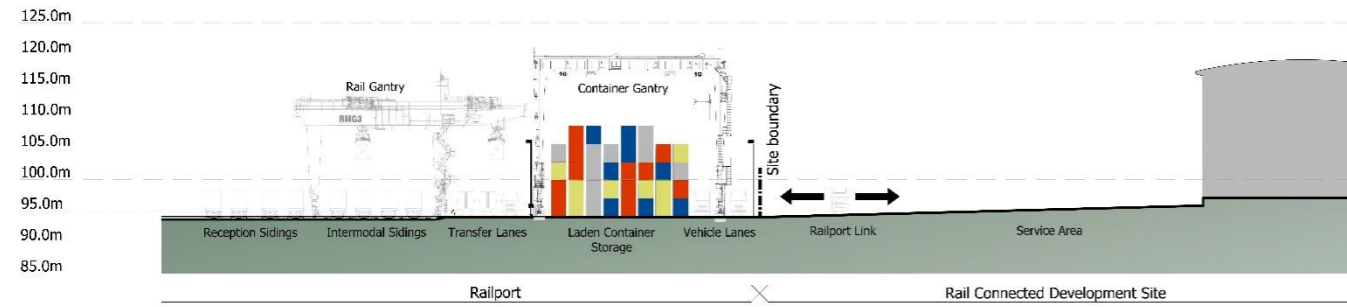 125.0m
120.0m
115.0m
110.0m
105.0m
100.0m
95.0m
90.0m
85.0m
Rail Gantry
RMG3
Container Gantry
10
10
Site boundary
Reception Sidings
Intermodal Sidings
Transfer Lanes
Laden Container
Storage
Vehicle Lanes
Railport Link
Service Area
Railport
Rail Connected Development Site